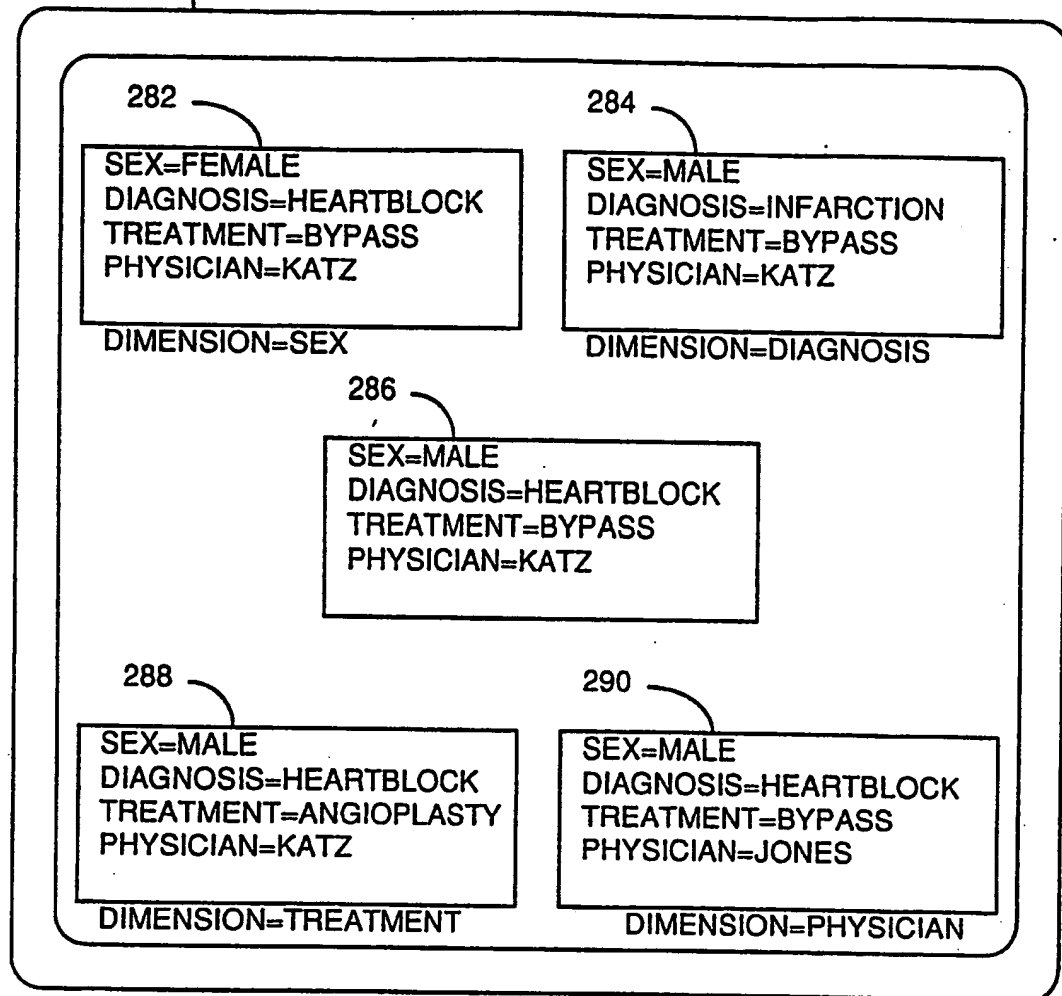 282
SEX=FEMALE
DIAGNOSIS=HEARTBLOCK
TREATMENT=BYPASS
PHYSICIAN=KATZ
DIMENSION=SEX
284
SEX=MALE
DIAGNOSIS=INFARCTION
TREATMENT=BYPASS
PHYSICIAN=KATZ
DIMENSION=DIAGNOSIS
286
SEX=MALE
DIAGNOSIS=HEARTBLOCK
TREATMENT=BYPASS
PHYSICIAN=KATZ
288
SEX=MALE
DIAGNOSIS=HEARTBLOCK
TREATMENT=ANGIOPLASTY
PHYSICIAN=KATZ
DIMENSION=TREATMENT
290
SEX=MALE
DIAGNOSIS=HEARTBLOCK
TREATMENT=BYPASS
PHYSICIAN=JONES
DIMENSION=PHYSICIAN